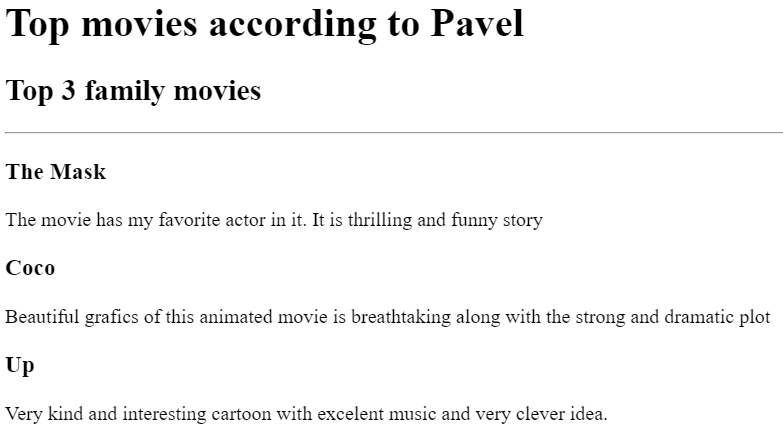 Top movies according to Pavel
Top 3 family movies
The Mask
The movie has my favorite actor in it. It is thrilling and funny story
Coco
Beautiful grafics of this animated movie is breathtaking along with the strong and dramatic plot
Up
Very kind and interesting cartoon with excelent music and very clever idea.